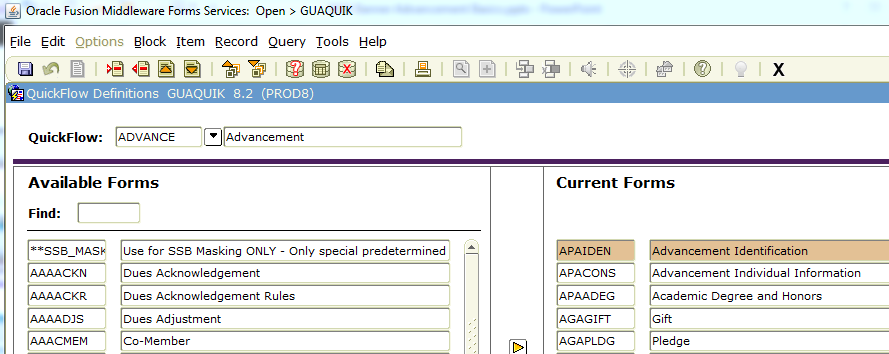 Oracle Fusion Middleware Forms Services: Open > GUAQUIK
File Edit Options Block Item Record Query Tools Help
X
QuickFlow Definitions GUAQUIK 8.2 (PROD8)
QuickFlow: ADVANCE Advancement
Available Forms
Find:
**SSB_MASK Use for SSB Masking ONLY - Only special predetermined
AAAACKN Dues Acknowledgement
AAAACKR Dues Acknowledgement Rules
AAAADJS Dues Adjustment
AAACMEM Co-Member
Current Forms
APAIDEN Advancement Identification
APACONS Advancement Individual Information
APAADEG Academic Degree and Honors
AGAGIFT Gift
AGAPLDG Pledge